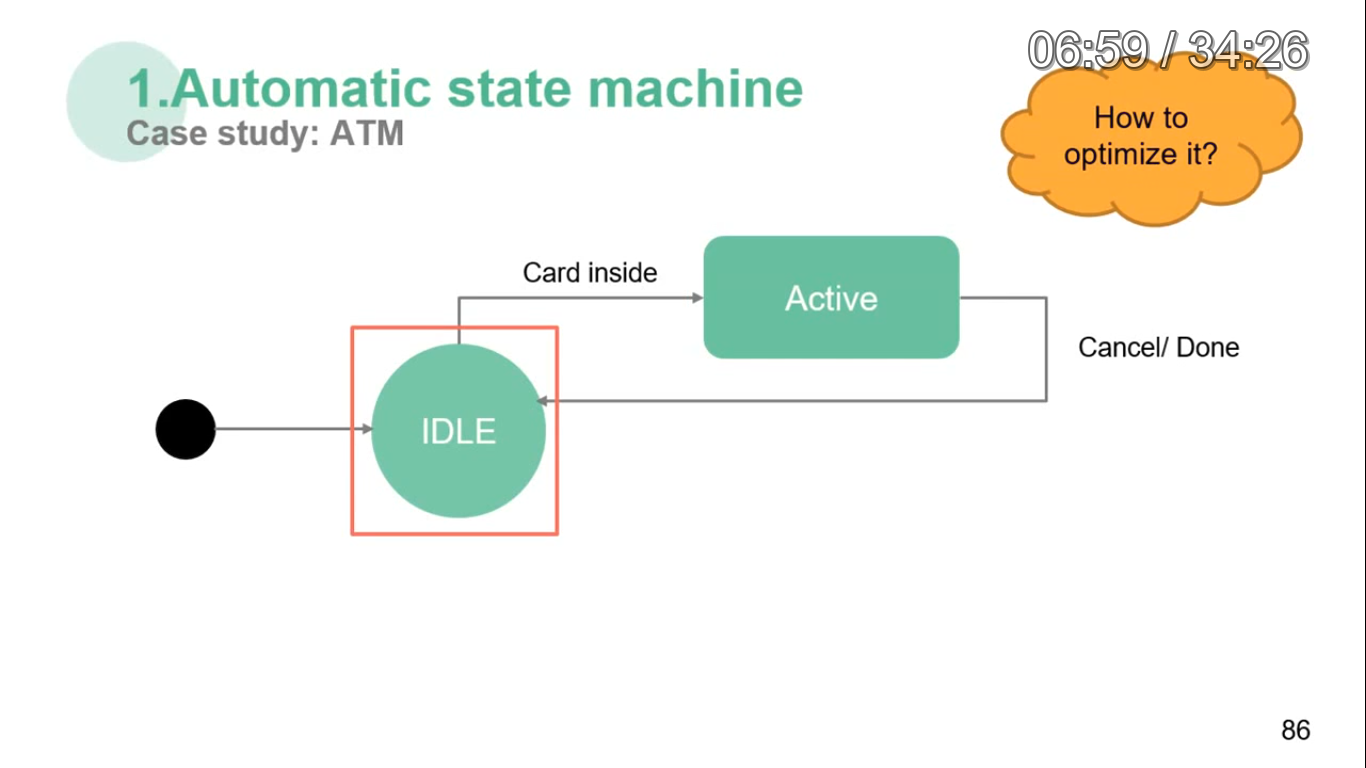 06:59 / 34:26
1.Automatic state machine
Case study: ATM
How to
optimize it?
Card inside
Active
Cancel/ Done
IDLE
86